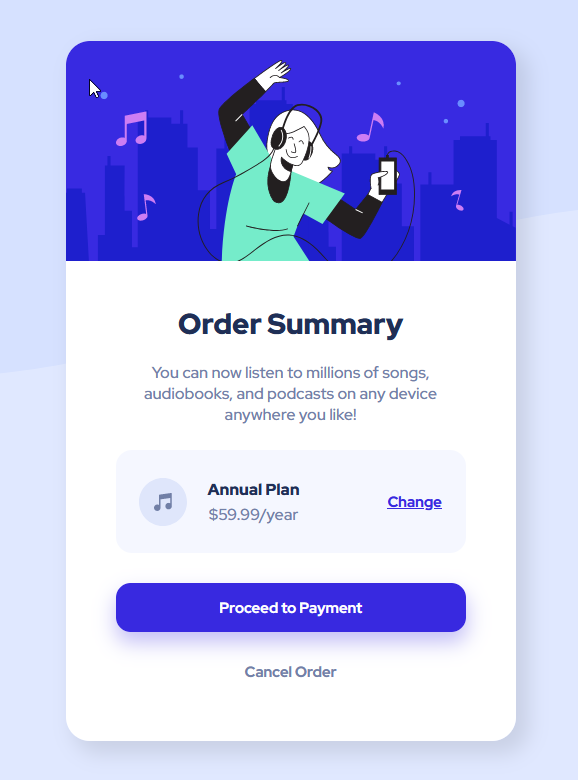 Order Summary
You can now listen to millions of songs,
audiobooks, and podcasts on any device
anywhere you like!
Annual Plan
$59.99/year
Change
Proceed to Payment
Cancel Order